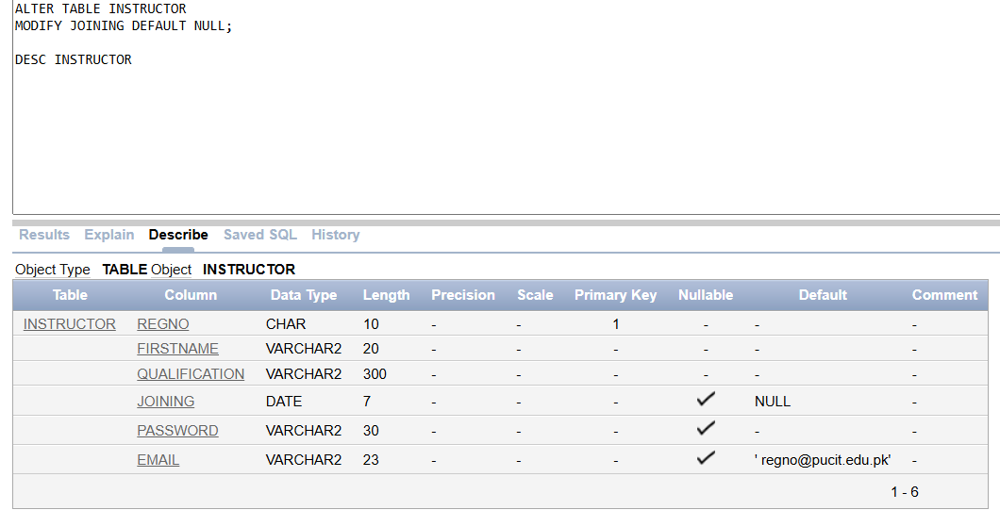 ALTER TABLE INSTRUCTOR
MODIFY JOINING DEFAULT NULL;
DESC INSTRUCTOR
Results Explain Describe Saved SQL History
Object Type TABLE Object INSTRUCTOR
Table Column Data Type Length Precision Scale Primary Key Nullable Default Comment
INSTRUCTOR REGNO CHAR 10 - - 1 - - -
FIRSTNAME VARCHAR2 20 - - - - - -
QUALIFICATION VARCHAR2 300 - - - - - -
JOINING DATE 7 - - - ✓ NULL -
PASSWORD VARCHAR2 30 - - - ✓ - -
EMAIL VARCHAR2 23 - - - ✓ ' regno@pucit.edu.pk' -
1 - 6